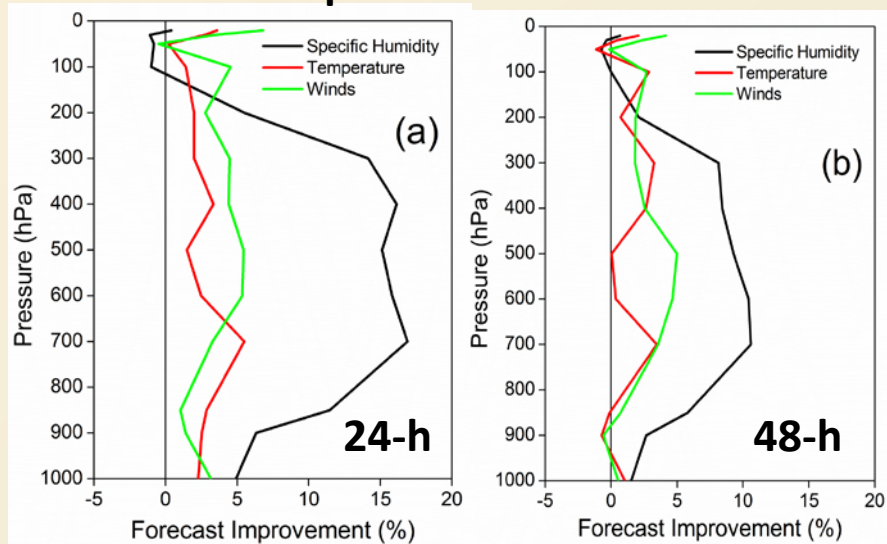 0
100
200
300
400
500
600
700
800
900
1000
Pressure (hPa)
-5 0 5 10 15 20
Forecast Improvement (%)
Specific Humidity
Temperature
Winds
(a)
24-h
0
100
200
300
400
500
600
700
800
900
1000
Pressure (hPa)
-5 0 5 10 15 20
Forecast Improvement (%)
Specific Humidity
Temperature
Winds
(b)
48-h